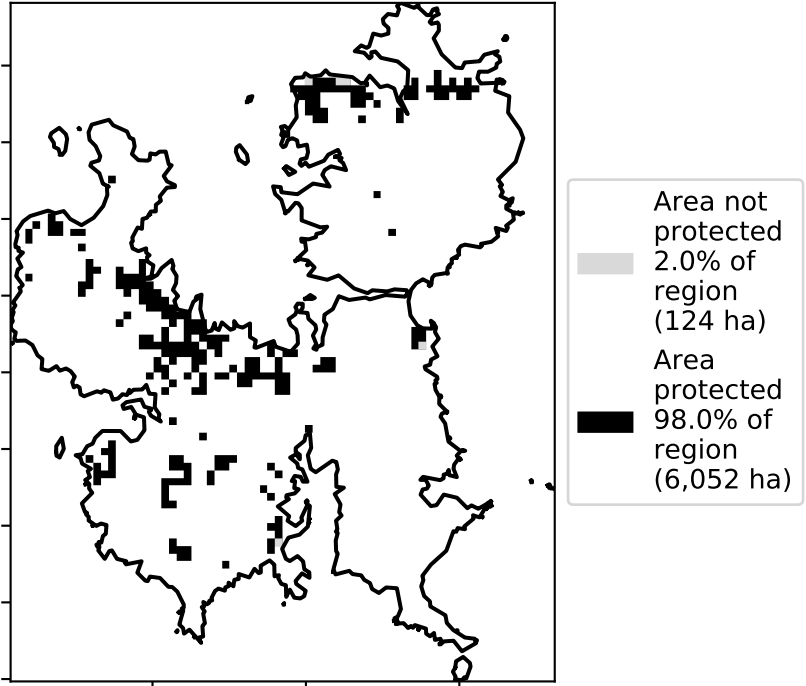 Area not
protected
2.0% of
region
(124 ha)
Area
protected
98.0% of
region
(6,052 ha)